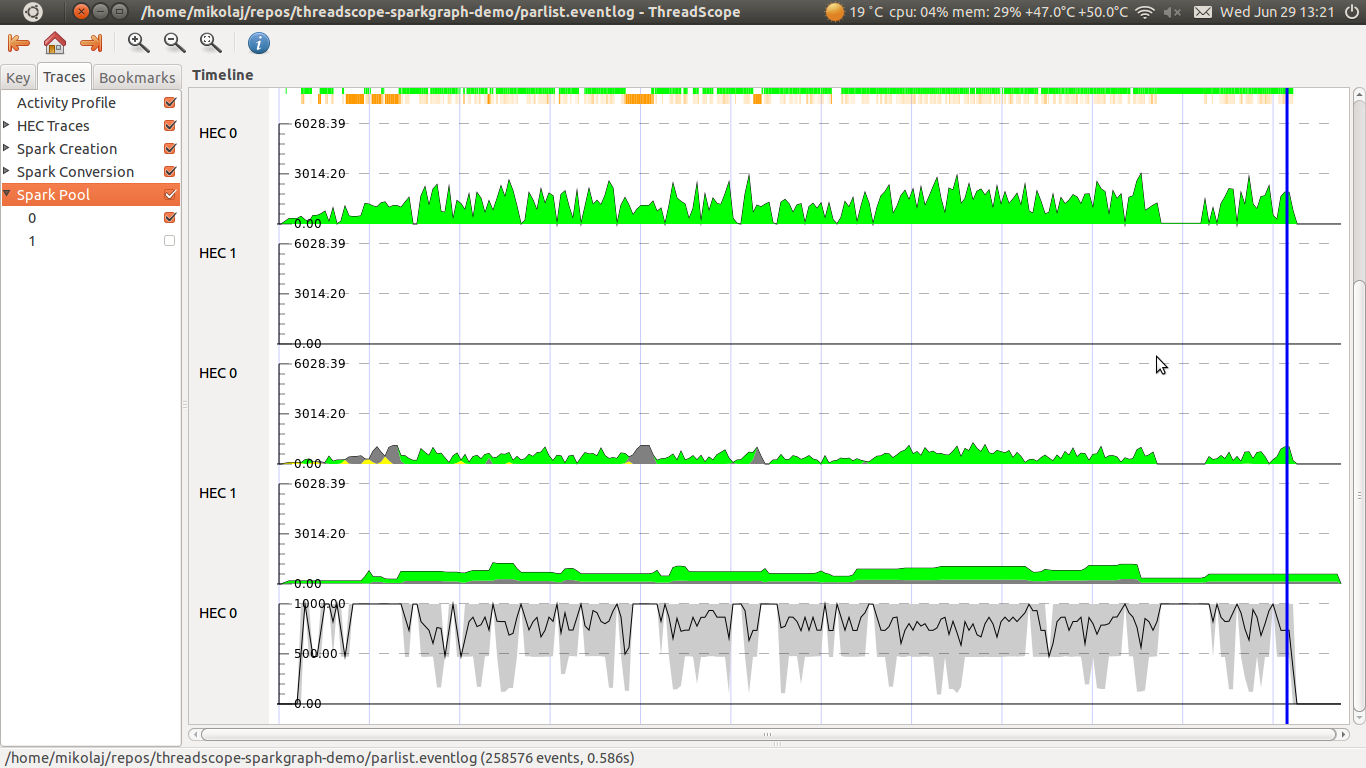 /home/mikolaj/repos/threadscope-sparkgraph-demo/parlist.eventlog - ThreadScope 19 °C cpu: 04% mem: 29% +47.0°C +50.0°C Wed Jun 29 13:21
Key Traces Bookmarks
Activity Profile
HEC Traces
Spark Creation
Spark Conversion
Spark Pool
0
1
Timeline
HEC 0
6028.39
3014.20
0.00
HEC 1
6028.39
3014.20
0.00
HEC 0
6028.39
3014.20
0.00
HEC 1
6028.39
3014.20
0.00
HEC 0
1000.00
500.00
0.00
/home/mikolaj/repos/threadscope-sparkgraph-demo/parlist.eventlog (258576 events, 0.586s)